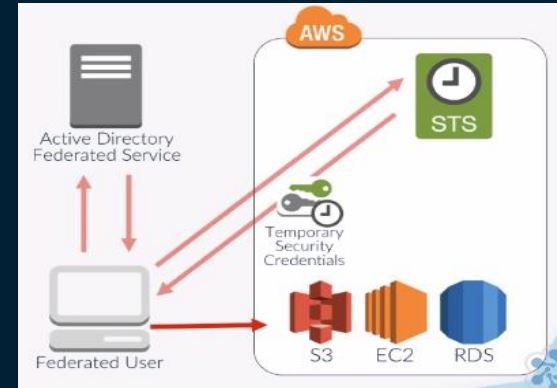 AWS
STS
Active Directory
Federated Service
Temporary
Security
Credentials
Federated User
S3
EC2
RDS